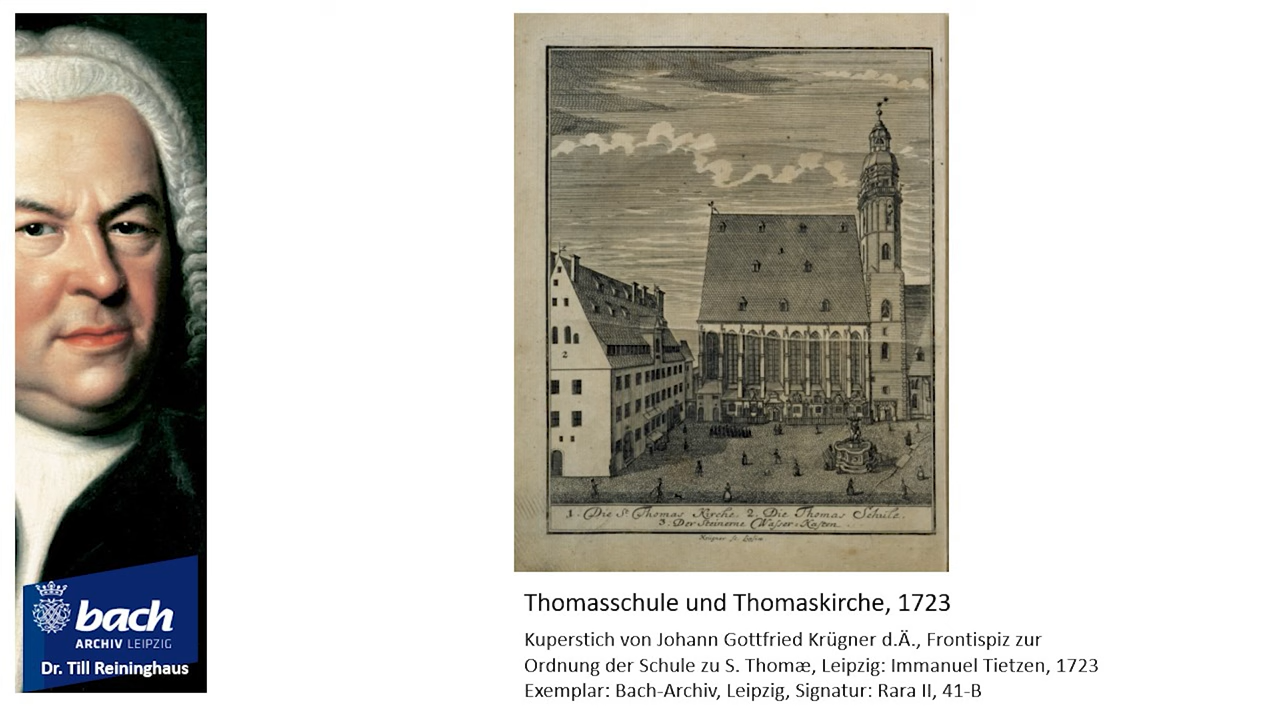 bach
ARCHIV LEIPZIG
Dr. Till Reininghaus
2
1. Die St Thomas Kirche. 2. Die Thomas Schule.
3. Der Steinerne Wasser-Kasten.
Thomasschule und Thomaskirche, 1723
Kuperstich von Johann Gottfried Krügner d.Ä., Frontispiz zur
Ordnung der Schule zu S. Thomæ, Leipzig: Immanuel Tietzen, 1723
Exemplar: Bach-Archiv, Leipzig, Signatur: Rara II, 41-B